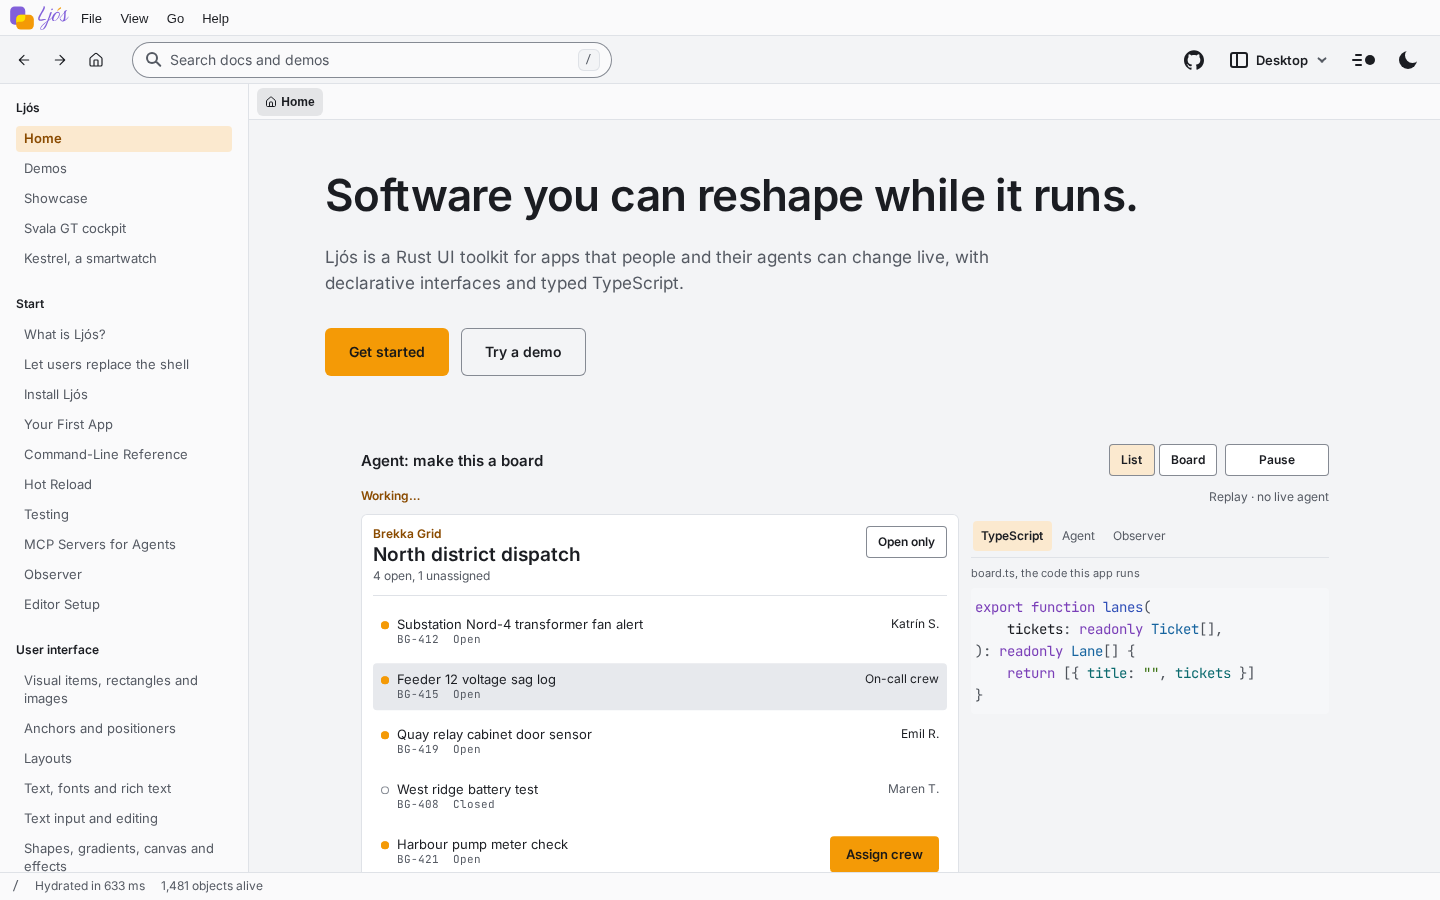 Ljós File View Go Help
Search docs and demos /
Desktop
Ljós
Home
Demos
Showcase
Svala GT cockpit
Kestrel, a smartwatch
Start
What is Ljós?
Let users replace the shell
Install Ljós
Your First App
Command-Line Reference
Hot Reload
Testing
MCP Servers for Agents
Observer
Editor Setup
User interface
Visual items, rectangles and
images
Anchors and positioners
Layouts
Text, fonts and rich text
Text input and editing
Shapes, gradients, canvas and
effects
Home
Software you can reshape while it runs.
Ljós is a Rust UI toolkit for apps that people and their agents can change live, with
declarative interfaces and typed TypeScript.
Get started Try a demo
Agent: make this a board
List Board Pause
Working...
Replay · no live agent
Brekka Grid
North district dispatch
4 open, 1 unassigned
Open only
Substation Nord-4 transformer fan alert Katrín S.
BG-412 Open
Feeder 12 voltage sag log On-call crew
BG-415 Open
Quay relay cabinet door sensor Emil R.
BG-419 Open
West ridge battery test Maren T.
BG-408 Closed
Harbour pump meter check Assign crew
BG-421 Open
TypeScript Agent Observer
board.ts, the code this app runs
export function lanes(
    tickets: readonly Ticket[],
): readonly Lane[] {
    return [{ title: "", tickets }]
}
/ Hydrated in 633 ms 1,481 objects alive